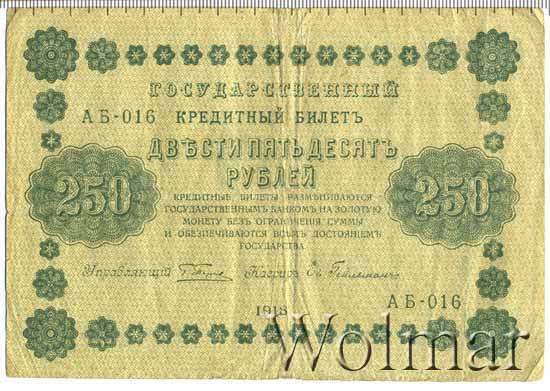 ГОСУДАРСТВЕННЫЙ
АБ-016 КРЕДИТНЫЙ БИЛЕТЪ
ДВѢСТИ ПЯТЬДЕСЯТЪ
РУБЛЕЙ
250 250
КРЕДИТНЫЕ БИЛЕТЫ РАЗМѢНИВАЮТСЯ
ГОСУДАРСТВЕННЫМЪ БАНКОМЪ НА ЗОЛОТУЮ
МОНЕТУ БЕЗЪ ОГРАНИЧЕНІЯ СУММЫ
И ОБЕЗПЕЧИВАЮТСЯ ВСѢМЪ ДОСТОЯНІЕМЪ
ГОСУДАРСТВА
Управляющій Кассиръ
1918
АБ-016
Wolmar